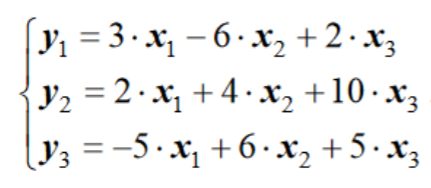 y₁ = 3 · x₁ − 6 · x₂ + 2 · x₃
y₂ = 2 · x₁ + 4 · x₂ + 10 · x₃
y₃ = −5 · x₁ + 6 · x₂ + 5 · x₃